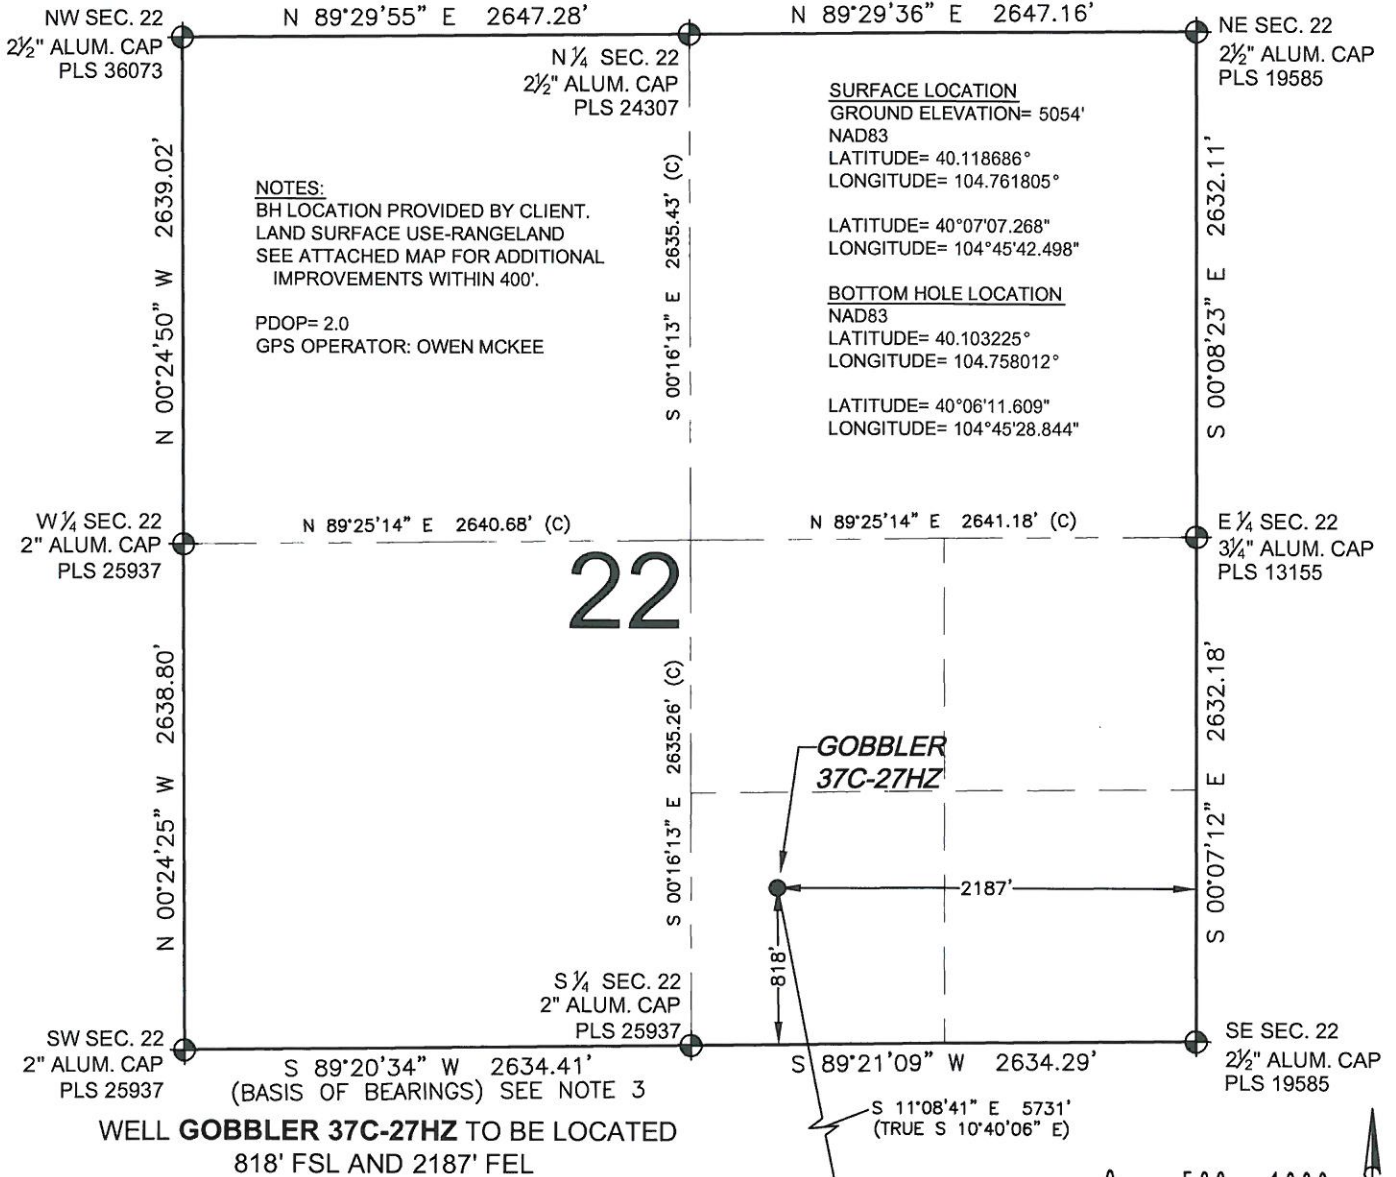 NW SEC. 22
2½" ALUM. CAP
PLS 36073
N 89°29'55" E 2647.28'
N 89°29'36" E 2647.16'
NE SEC. 22
2½" ALUM. CAP
PLS 19585
N ¼ SEC. 22
2½" ALUM. CAP
PLS 24307
NOTES:
BH LOCATION PROVIDED BY CLIENT.
LAND SURFACE USE-RANGELAND
SEE ATTACHED MAP FOR ADDITIONAL
IMPROVEMENTS WITHIN 400'.
PDOP= 2.0
GPS OPERATOR: OWEN MCKEE
SURFACE LOCATION
GROUND ELEVATION= 5054'
NAD83
LATITUDE= 40.118686°
LONGITUDE= 104.761805°
LATITUDE= 40°07'07.268"
LONGITUDE= 104°45'42.498"
BOTTOM HOLE LOCATION
NAD83
LATITUDE= 40.103225°
LONGITUDE= 104.758012°
LATITUDE= 40°06'11.609"
LONGITUDE= 104°45'28.844"
N 00°24'50" W 2639.02'
S 00°16'13" E 2635.43' (C)
S 00°08'23" E 2632.11'
W ¼ SEC. 22
2" ALUM. CAP
PLS 25937
N 89°25'14" E 2640.68' (C)
N 89°25'14" E 2641.18' (C)
E ¼ SEC. 22
3¼" ALUM. CAP
PLS 13155
22
N 00°24'25" W 2638.80'
S 00°16'13" E 2635.26' (C)
S 00°07'12" E 2632.18'
GOBBLER
37C-27HZ
2187'
818'
S ¼ SEC. 22
2" ALUM. CAP
PLS 25937
SW SEC. 22
2" ALUM. CAP
PLS 25937
S 89°20'34" W 2634.41'
(BASIS OF BEARINGS) SEE NOTE 3
S 89°21'09" W 2634.29'
SE SEC. 22
2½" ALUM. CAP
PLS 19585
S 11°08'41" E 5731'
(TRUE S 10°40'06" E)
WELL GOBBLER 37C-27HZ TO BE LOCATED
818' FSL AND 2187' FEL
0 500 1000